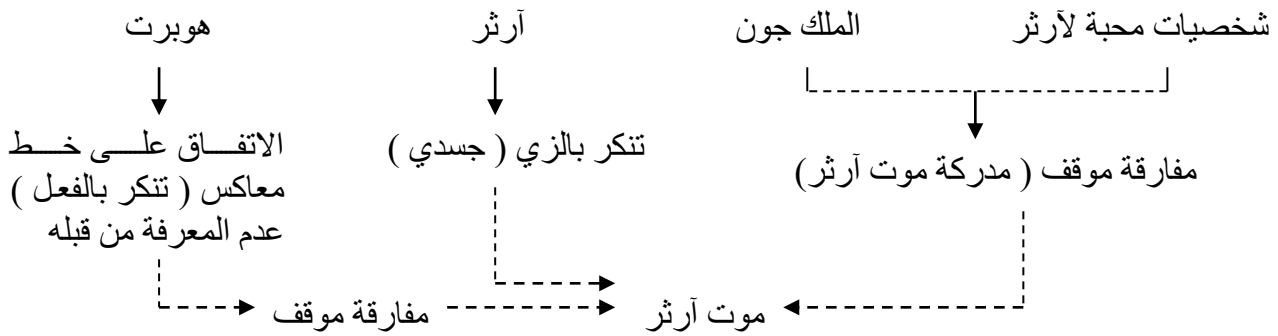 شخصيات محبة لآرثر الملك جون آرثر هوبرت
مفارقة موقف ( مدركة موت آرثر)
تنكر بالزي ( جسدي )
الاتفاق على خط
معاكس ( تنكر بالفعل )
عدم المعرفة من قبله
موت آرثر مفارقة موقف